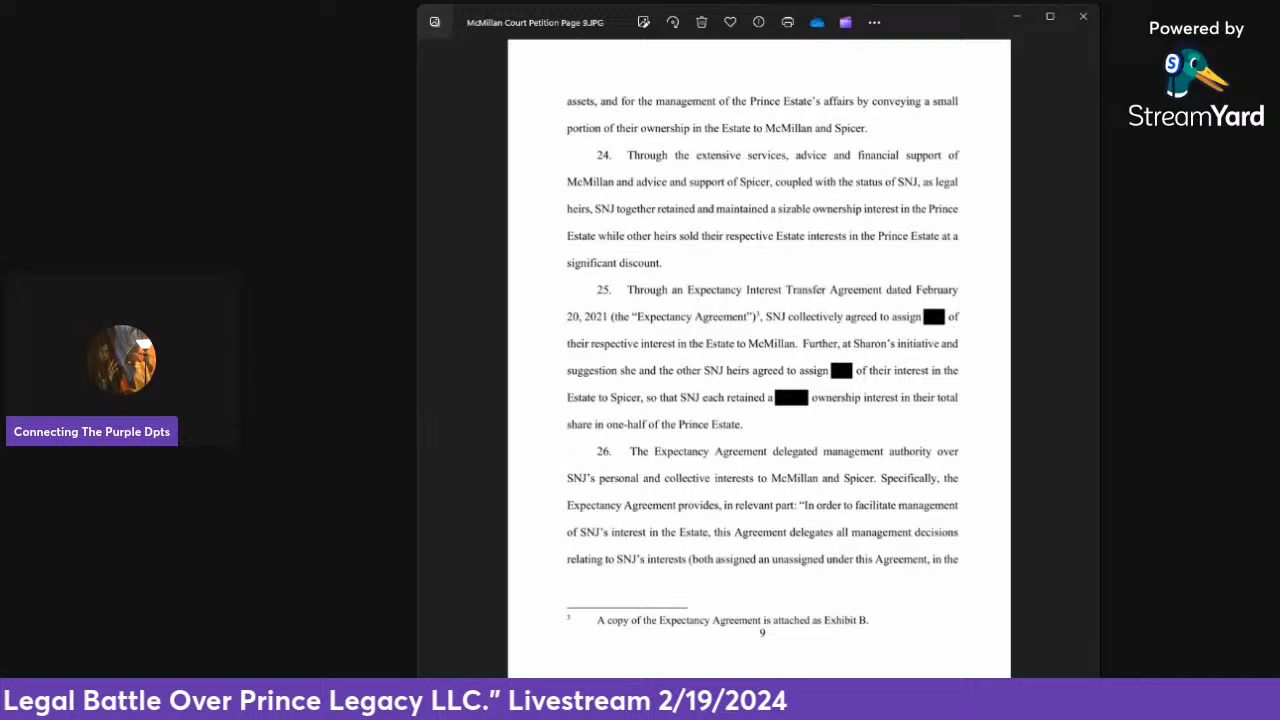 McMillan Court Petition Page 9.JPG
Powered by
S
StreamYard
assets, and for the management of the Prince Estate’s affairs by conveying a small
portion of their ownership in the Estate to McMillan and Spicer.
24. Through the extensive services, advice and financial support of
McMillan and advice and support of Spicer, coupled with the status of SNJ, as legal
heirs, SNJ together retained and maintained a sizable ownership interest in the Prince
Estate while other heirs sold their respective Estate interests in the Prince Estate at a
significant discount.
25. Through an Expectancy Interest Transfer Agreement dated February
20, 2021 (the “Expectancy Agreement”)³, SNJ collectively agreed to assign of
their respective interest in the Estate to McMillan. Further, at Sharon’s initiative and
suggestion she and the other SNJ heirs agreed to assign of their interest in the
Estate to Spicer, so that SNJ each retained a ownership interest in their total
share in one-half of the Prince Estate.
26. The Expectancy Agreement delegated management authority over
SNJ’s personal and collective interests to McMillan and Spicer. Specifically, the
Expectancy Agreement provides, in relevant part: “In order to facilitate management
of SNJ’s interest in the Estate, this Agreement delegates all management decisions
relating to SNJ’s interests (both assigned an unassigned under this Agreement, in the
³ A copy of the Expectancy Agreement is attached as Exhibit B.
9
Connecting The Purple Dpts
Legal Battle Over Prince Legacy LLC.” Livestream 2/19/2024